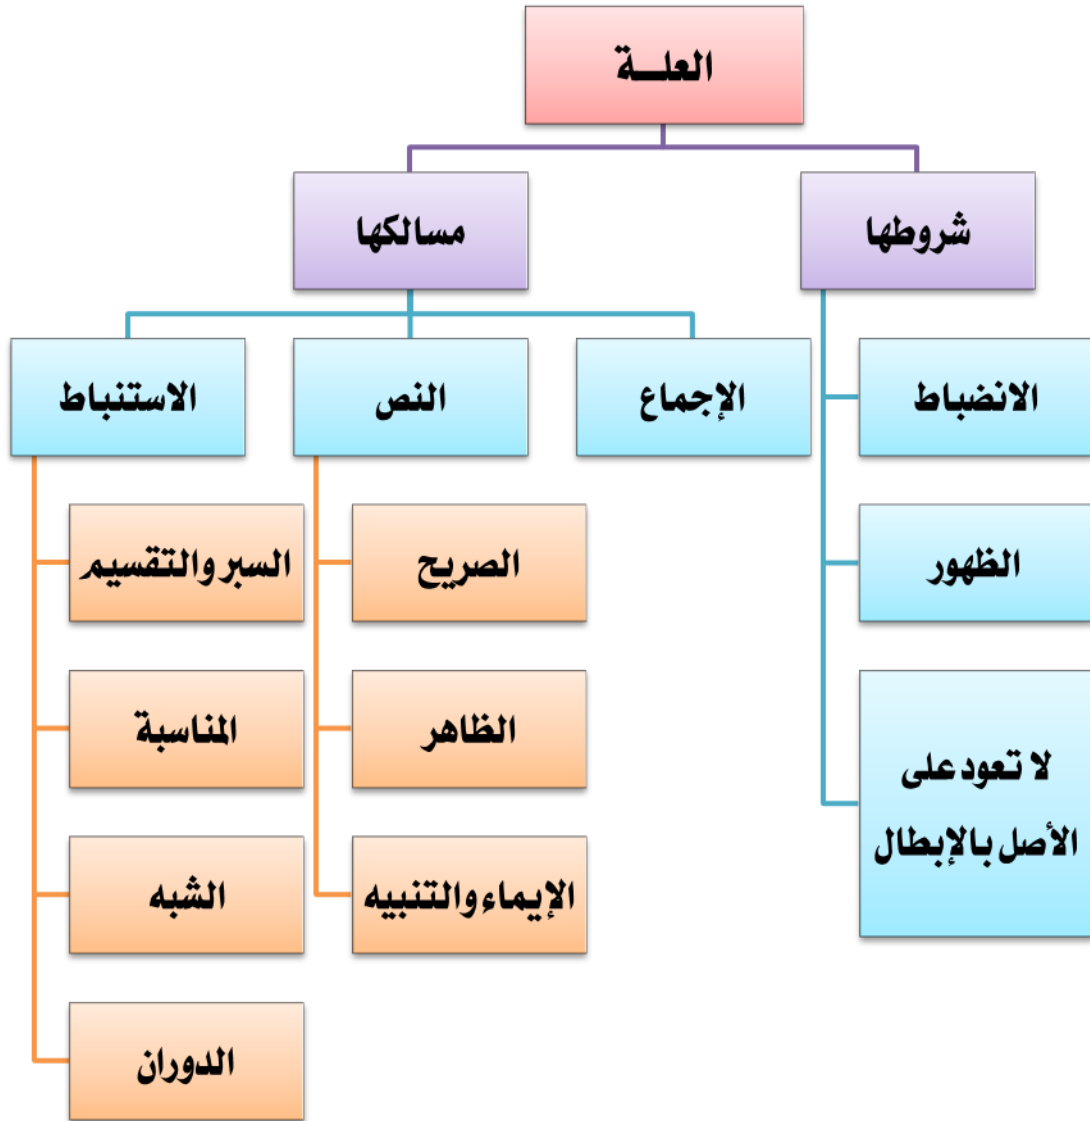 العلـــة
شروطها
مسالكها
الانضباط
الإجماع
النص
الاستنباط
الظهور
الصريح
السبر والتقسيم
لا تعود على
الأصل بالإبطال
الظاهر
المناسبة
الإيماء والتنبيه
الشبه
الدوران